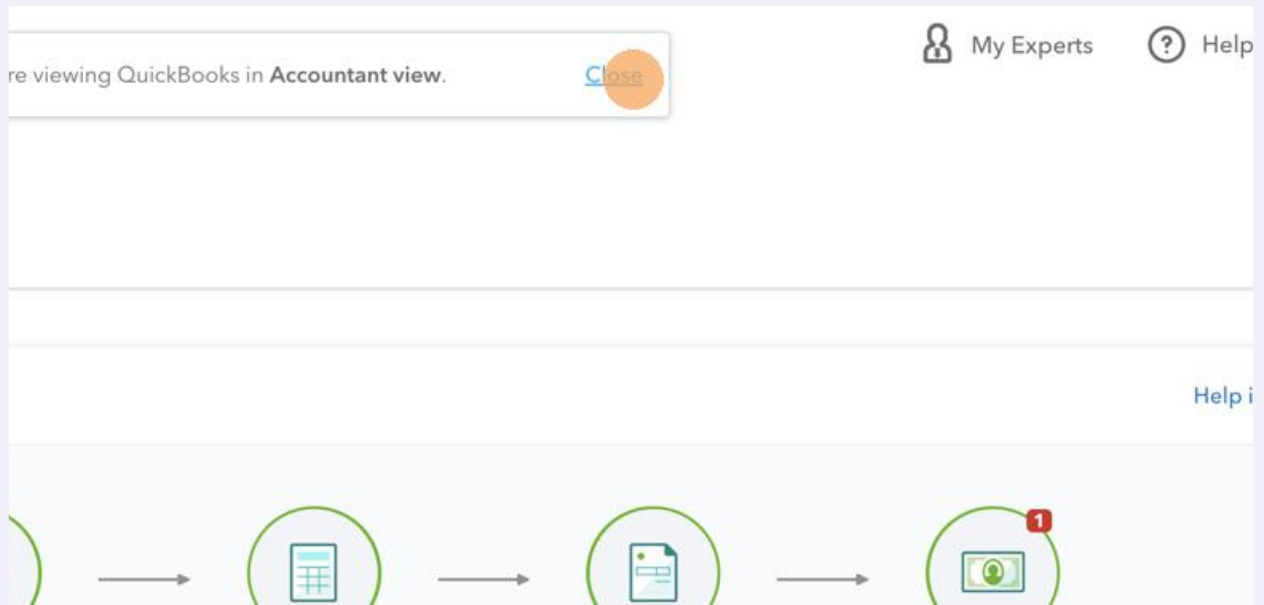 My Experts
Help
re viewing QuickBooks in Accountant view.
Close
Help i
1